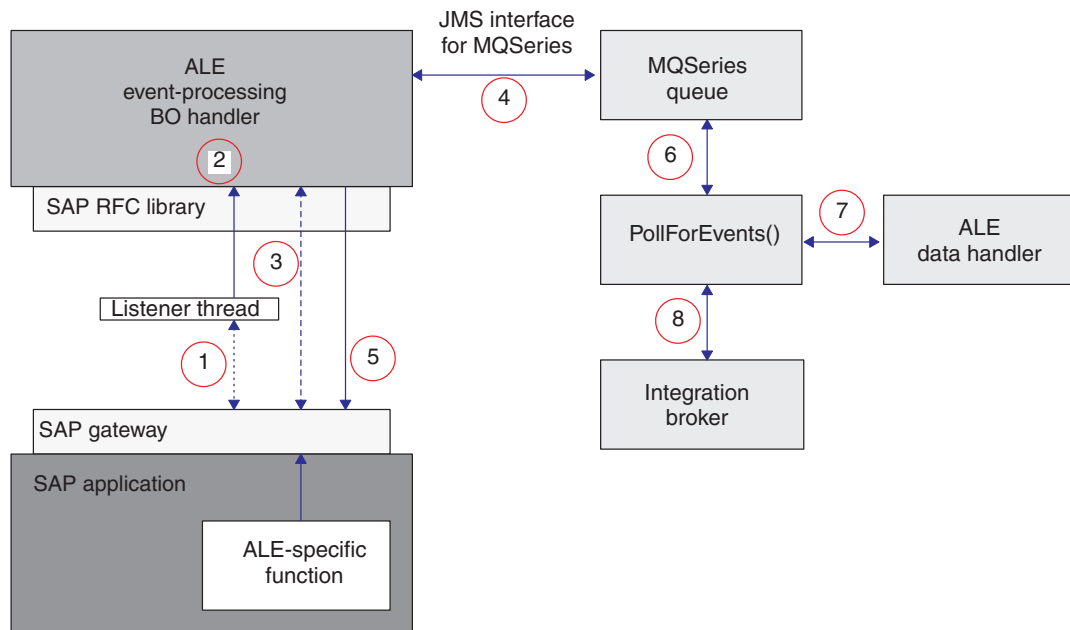 JMS interface
for MQSeries
ALE
event-processing
BO handler
2
4
MQSeries
queue
SAP RFC library
6
3
PollForEvents()
7
ALE
data handler
Listener thread
1
5
8
Integration
broker
SAP gateway
SAP application
ALE-specific
function